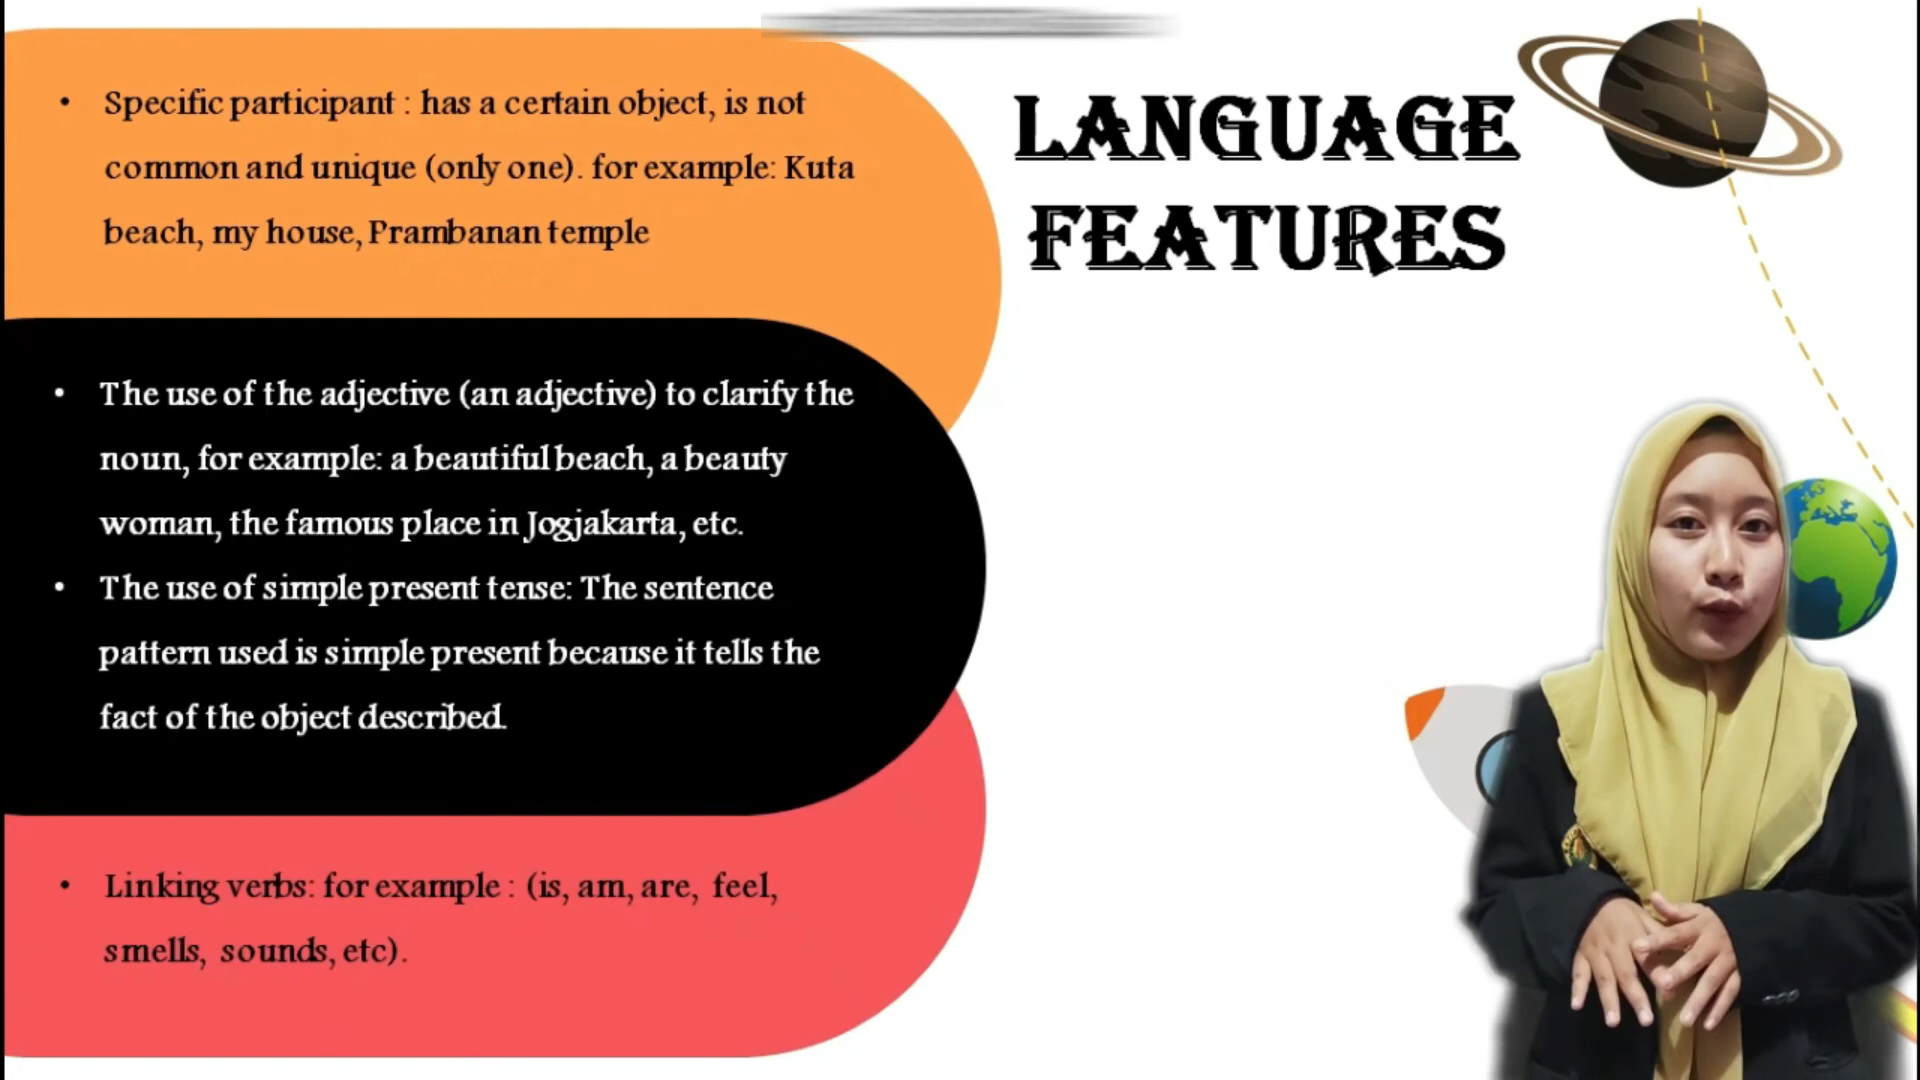 LANGUAGE
FEATURES
• Specific participant : has a certain object, is not
common and unique (only one). for example: Kuta
beach, my house, Prambanan temple
• The use of the adjective (an adjective) to clarify the
noun, for example: a beautiful beach, a beauty
woman, the famous place in Jogjakarta, etc.
• The use of simple present tense: The sentence
pattern used is simple present because it tells the
fact of the object described.
• Linking verbs: for example : (is, am, are, feel,
smells, sounds, etc).